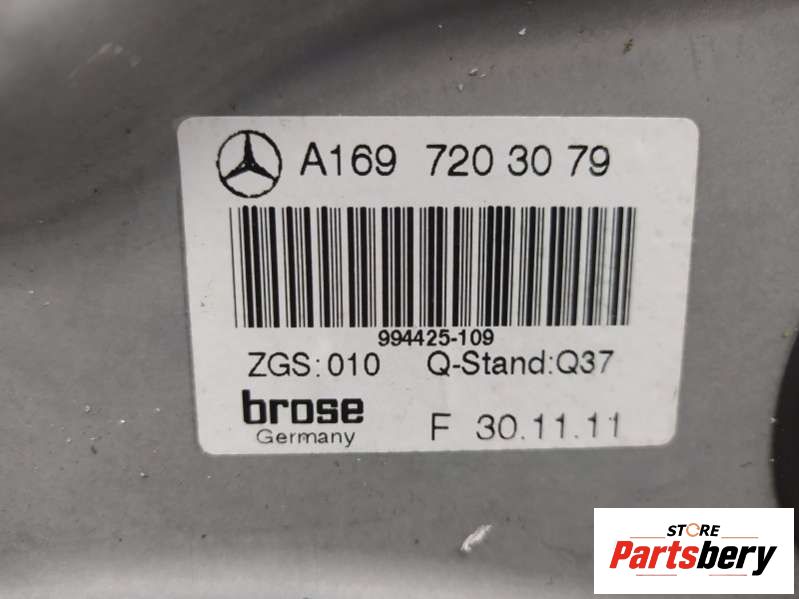 A169 720 30 79
994425-109
ZGS:010 Q-Stand:Q37
brose
Germany F 30.11.11
STORE
Partsbery